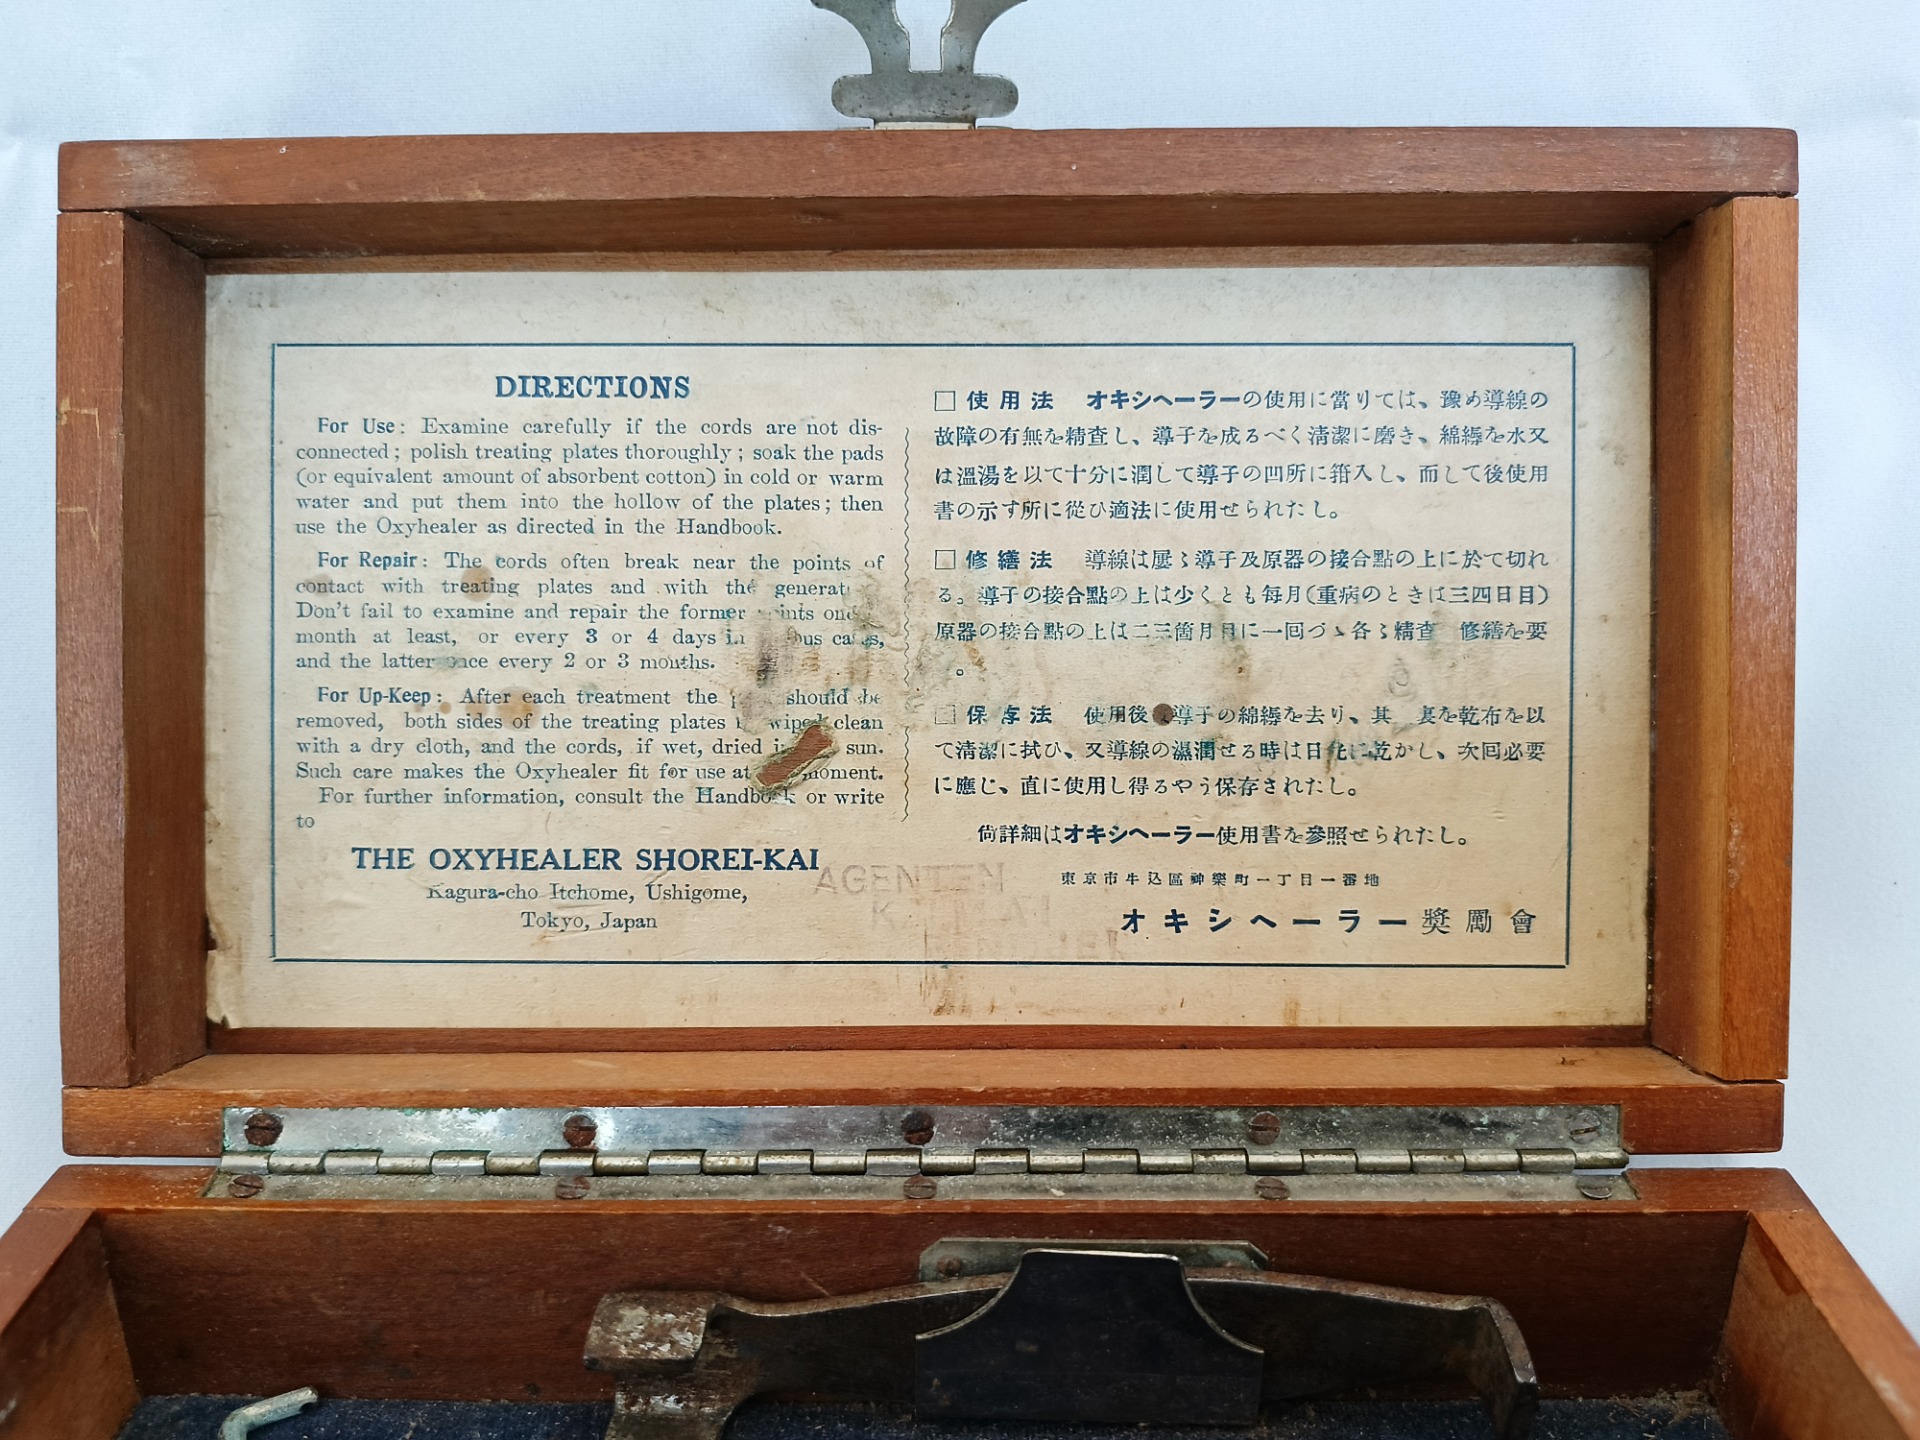 DIRECTIONS
For Use: Examine carefully if the cords are not dis-
connected; polish treating plates thoroughly; soak the pads
(or equivalent amount of absorbent cotton) in cold or warm
water and put them into the hollow of the plates; then
use the Oxyhealer as directed in the Handbook.
For Repair: The cords often break near the points of
contact with treating plates and with the
Don't fail to examine and repair the former
month at least, or every 3 or 4 days
and the latter once every 2 or 3 months.
For Up-Keep: After each treatment the should be
removed, both sides of the treating plates wiped clean
with a dry cloth, and the cords, if wet, dried sun.
Such care makes the Oxyhealer fit for use at moment.
For further information, consult the Handbook or write
to
THE OXYHEALER SHOREI-KAI
Kagura-cho Itchome, Ushigome,
Tokyo, Japan
□ 使用法 オキシヘーラーの使用に當りては、豫め導線の
故障の有無を精査し、導子を成るべく清潔に磨き、綿縟を水又
は溫湯を以て十分に潤して導子の凹所に箝入し、而して後使用
書の示す所に從ひ適法に使用せられたし。
□ 修繕法 導線は屢〻導子及原器の接合點の上に於て切れ
る。導子の接合點の上は少くとも每月(重病のときは三四日目)
原器の接合點の上は二三箇月目に一回づゝ各〻精査 修繕を要
。
□ 保存法 使用後 導子の綿縟を去り、其 裏を乾布を以
て清潔に拭ひ、又導線の濕潤せる時は日光に乾かし、次回必要
に應じ、直に使用し得るやう保存されたし。
尙詳細はオキシヘーラー使用書を參照せられたし。
東京市牛込區神樂町一丁目一番地
オキシヘーラー奬勵會
AGENTEN